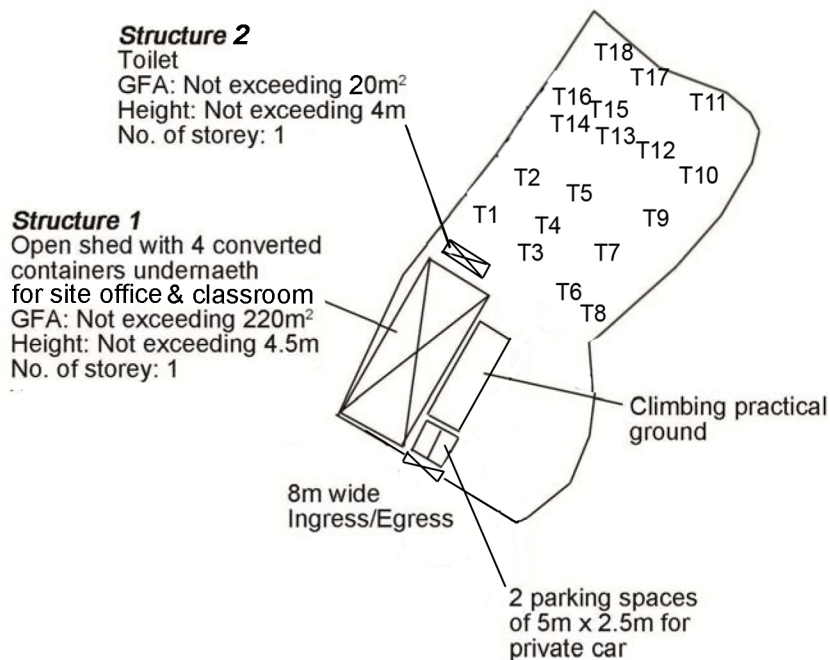 Structure 2
Toilet
GFA: Not exceeding 20m²
Height: Not exceeding 4m
No. of storey: 1
Structure 1
Open shed with 4 converted
containers undernaeth
for site office & classroom
GFA: Not exceeding 220m²
Height: Not exceeding 4.5m
No. of storey: 1
T18
T17
T16
T15
T11
T14
T13
T12
T10
T2
T5
T1
T4
T9
T3
T7
T6
T8
Climbing practical
ground
8m wide
Ingress/Egress
2 parking spaces
of 5m x 2.5m for
private car